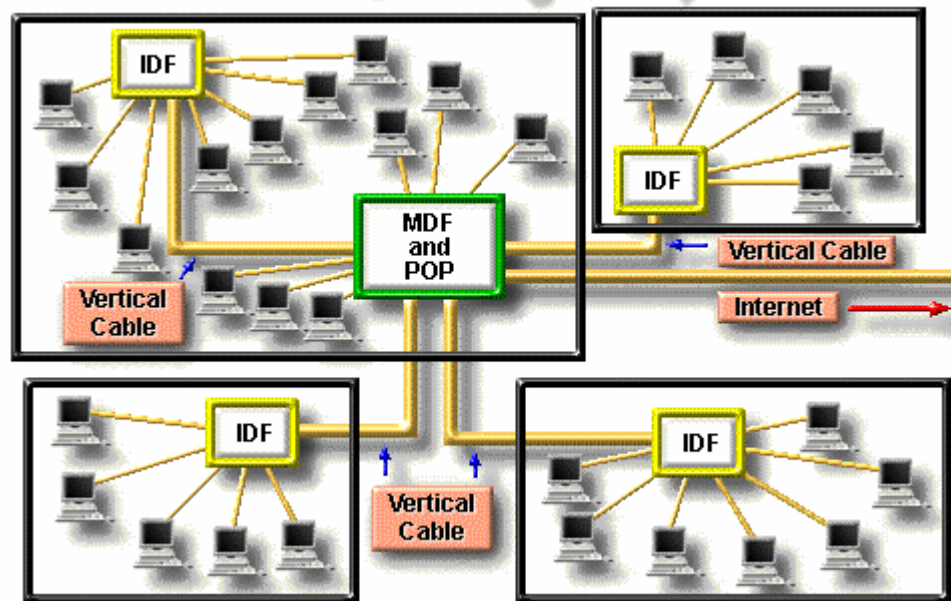 IDF
IDF
MDF
and
POP
Vertical Cable
Vertical
Cable
Internet
IDF
IDF
Vertical
Cable